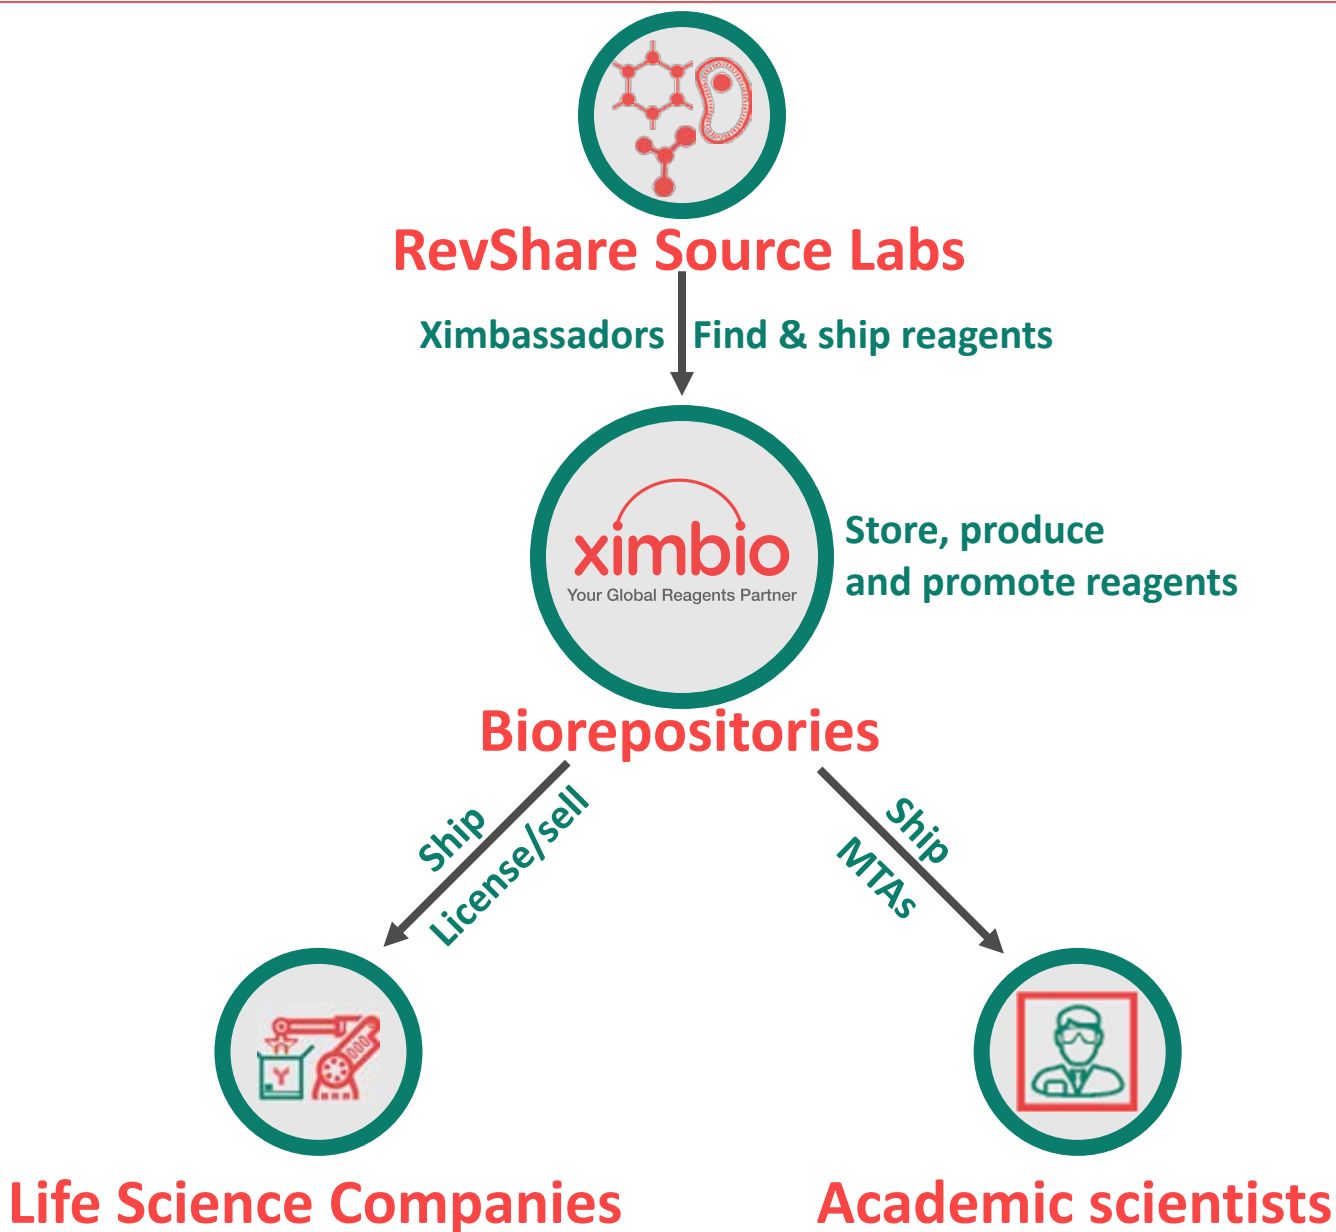 RevShare Source Labs
Ximbassadors Find & ship reagents
ximbio
Your Global Reagents Partner
Store, produce
and promote reagents
Biorepositories
Ship
License/sell
Ship
MTAs
Y
Life Science Companies
Academic scientists